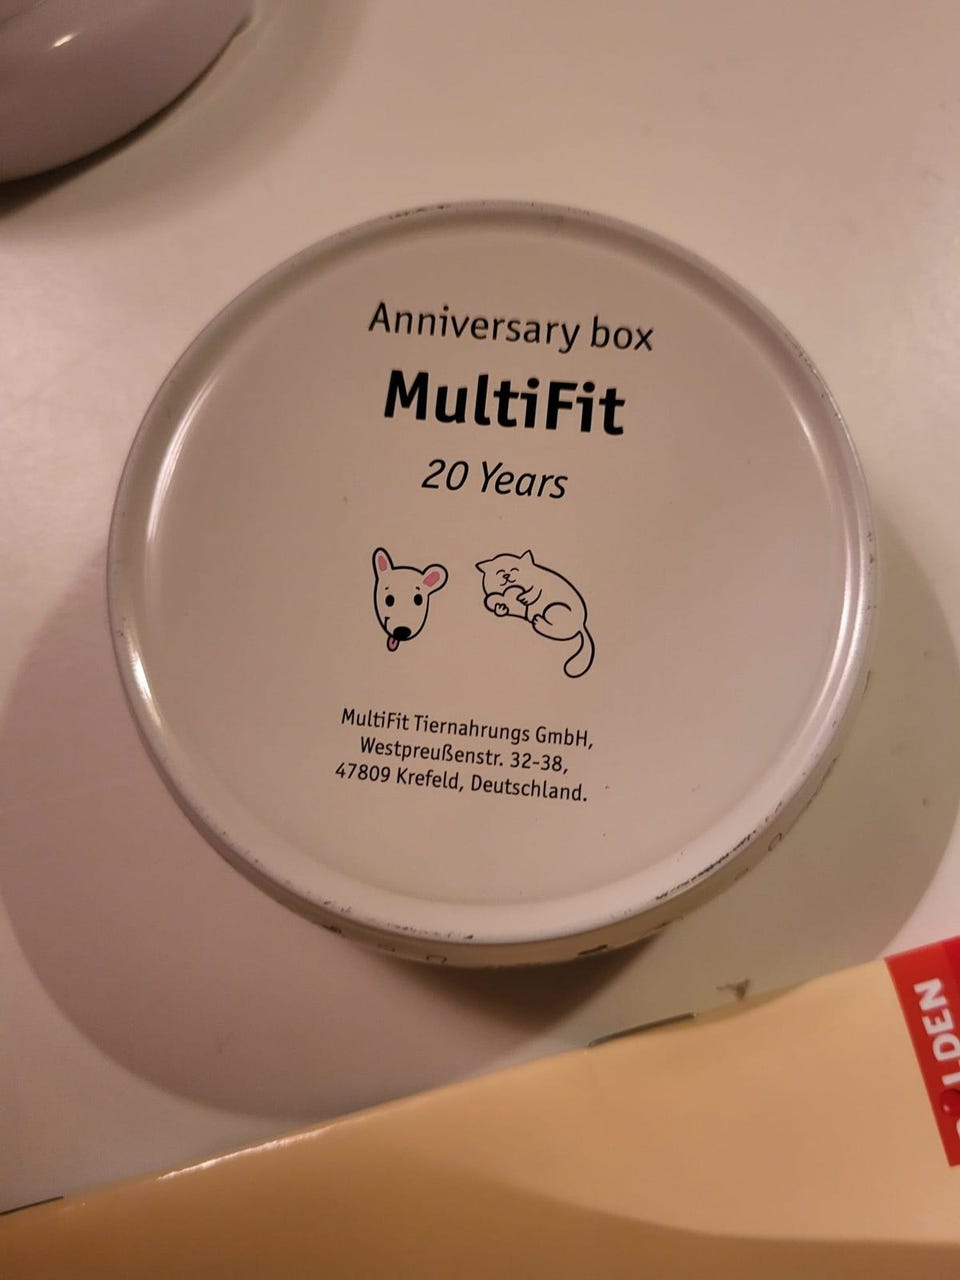 Anniversary box
MultiFit
20 Years
MultiFit Tiernahrungs GmbH,
Westpreußenstr. 32-38,
47809 Krefeld, Deutschland.